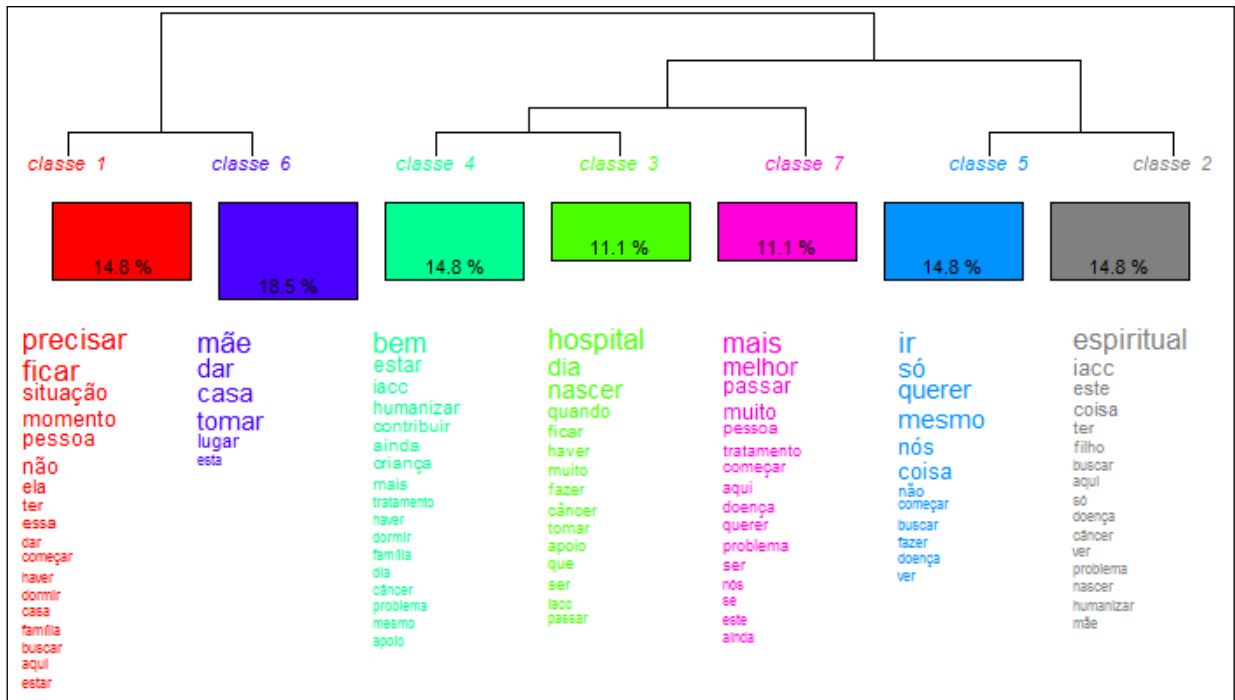 classe 1
classe 6
classe 4
classe 3
classe 7
classe 5
classe 2
14.8 %
18.5 %
14.8 %
11.1 %
11.1 %
14.8 %
14.8 %
precisar
ficar
situação
momento
pessoa
não
ela
ter
essa
dar
começar
haver
dormir
casa
família
buscar
aqui
estar
mãe
dar
casa
tomar
lugar
esta
bem
estar
iacc
humanizar
contribuir
ainda
criança
mais
tratamento
haver
dormir
família
dia
câncer
problema
mesmo
apoio
hospital
dia
nascer
quando
ficar
haver
muito
fazer
câncer
tomar
apoio
que
ser
iacc
passar
mais
melhor
passar
muito
pessoa
tratamento
começar
aqui
doença
querer
problema
ser
nós
se
este
ainda
ir
só
querer
mesmo
nós
coisa
não
começar
buscar
fazer
doença
ver
espiritual
iacc
este
coisa
ter
filho
buscar
aqui
só
doença
câncer
ver
problema
nascer
humanizar
mãe